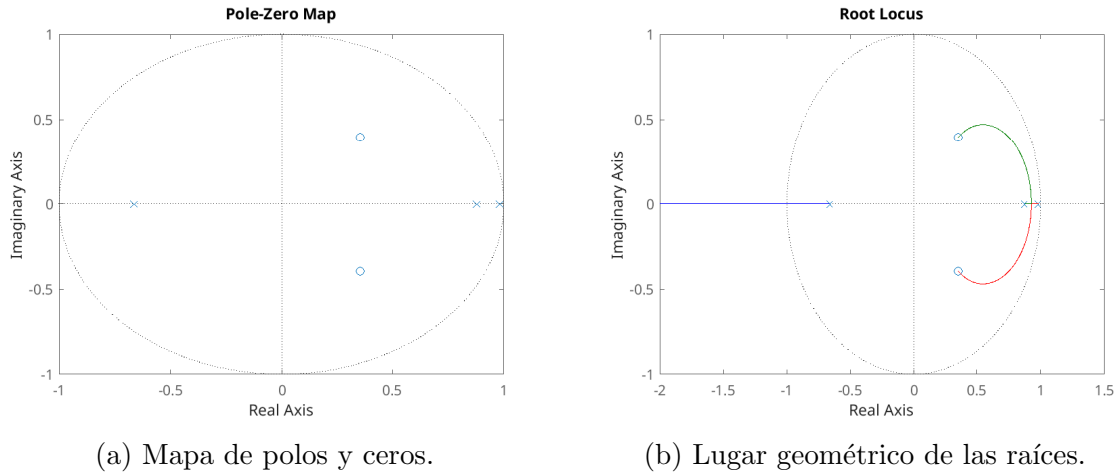 Pole-Zero Map
1
0.5
0
-0.5
-1
-1
-0.5
0
0.5
1
Imaginary Axis
Real Axis
(a) Mapa de polos y ceros.
Root Locus
1
0.5
0
-0.5
-1
-2
-1.5
-1
-0.5
0
0.5
1
1.5
Imaginary Axis
Real Axis
(b) Lugar geométrico de las raíces.